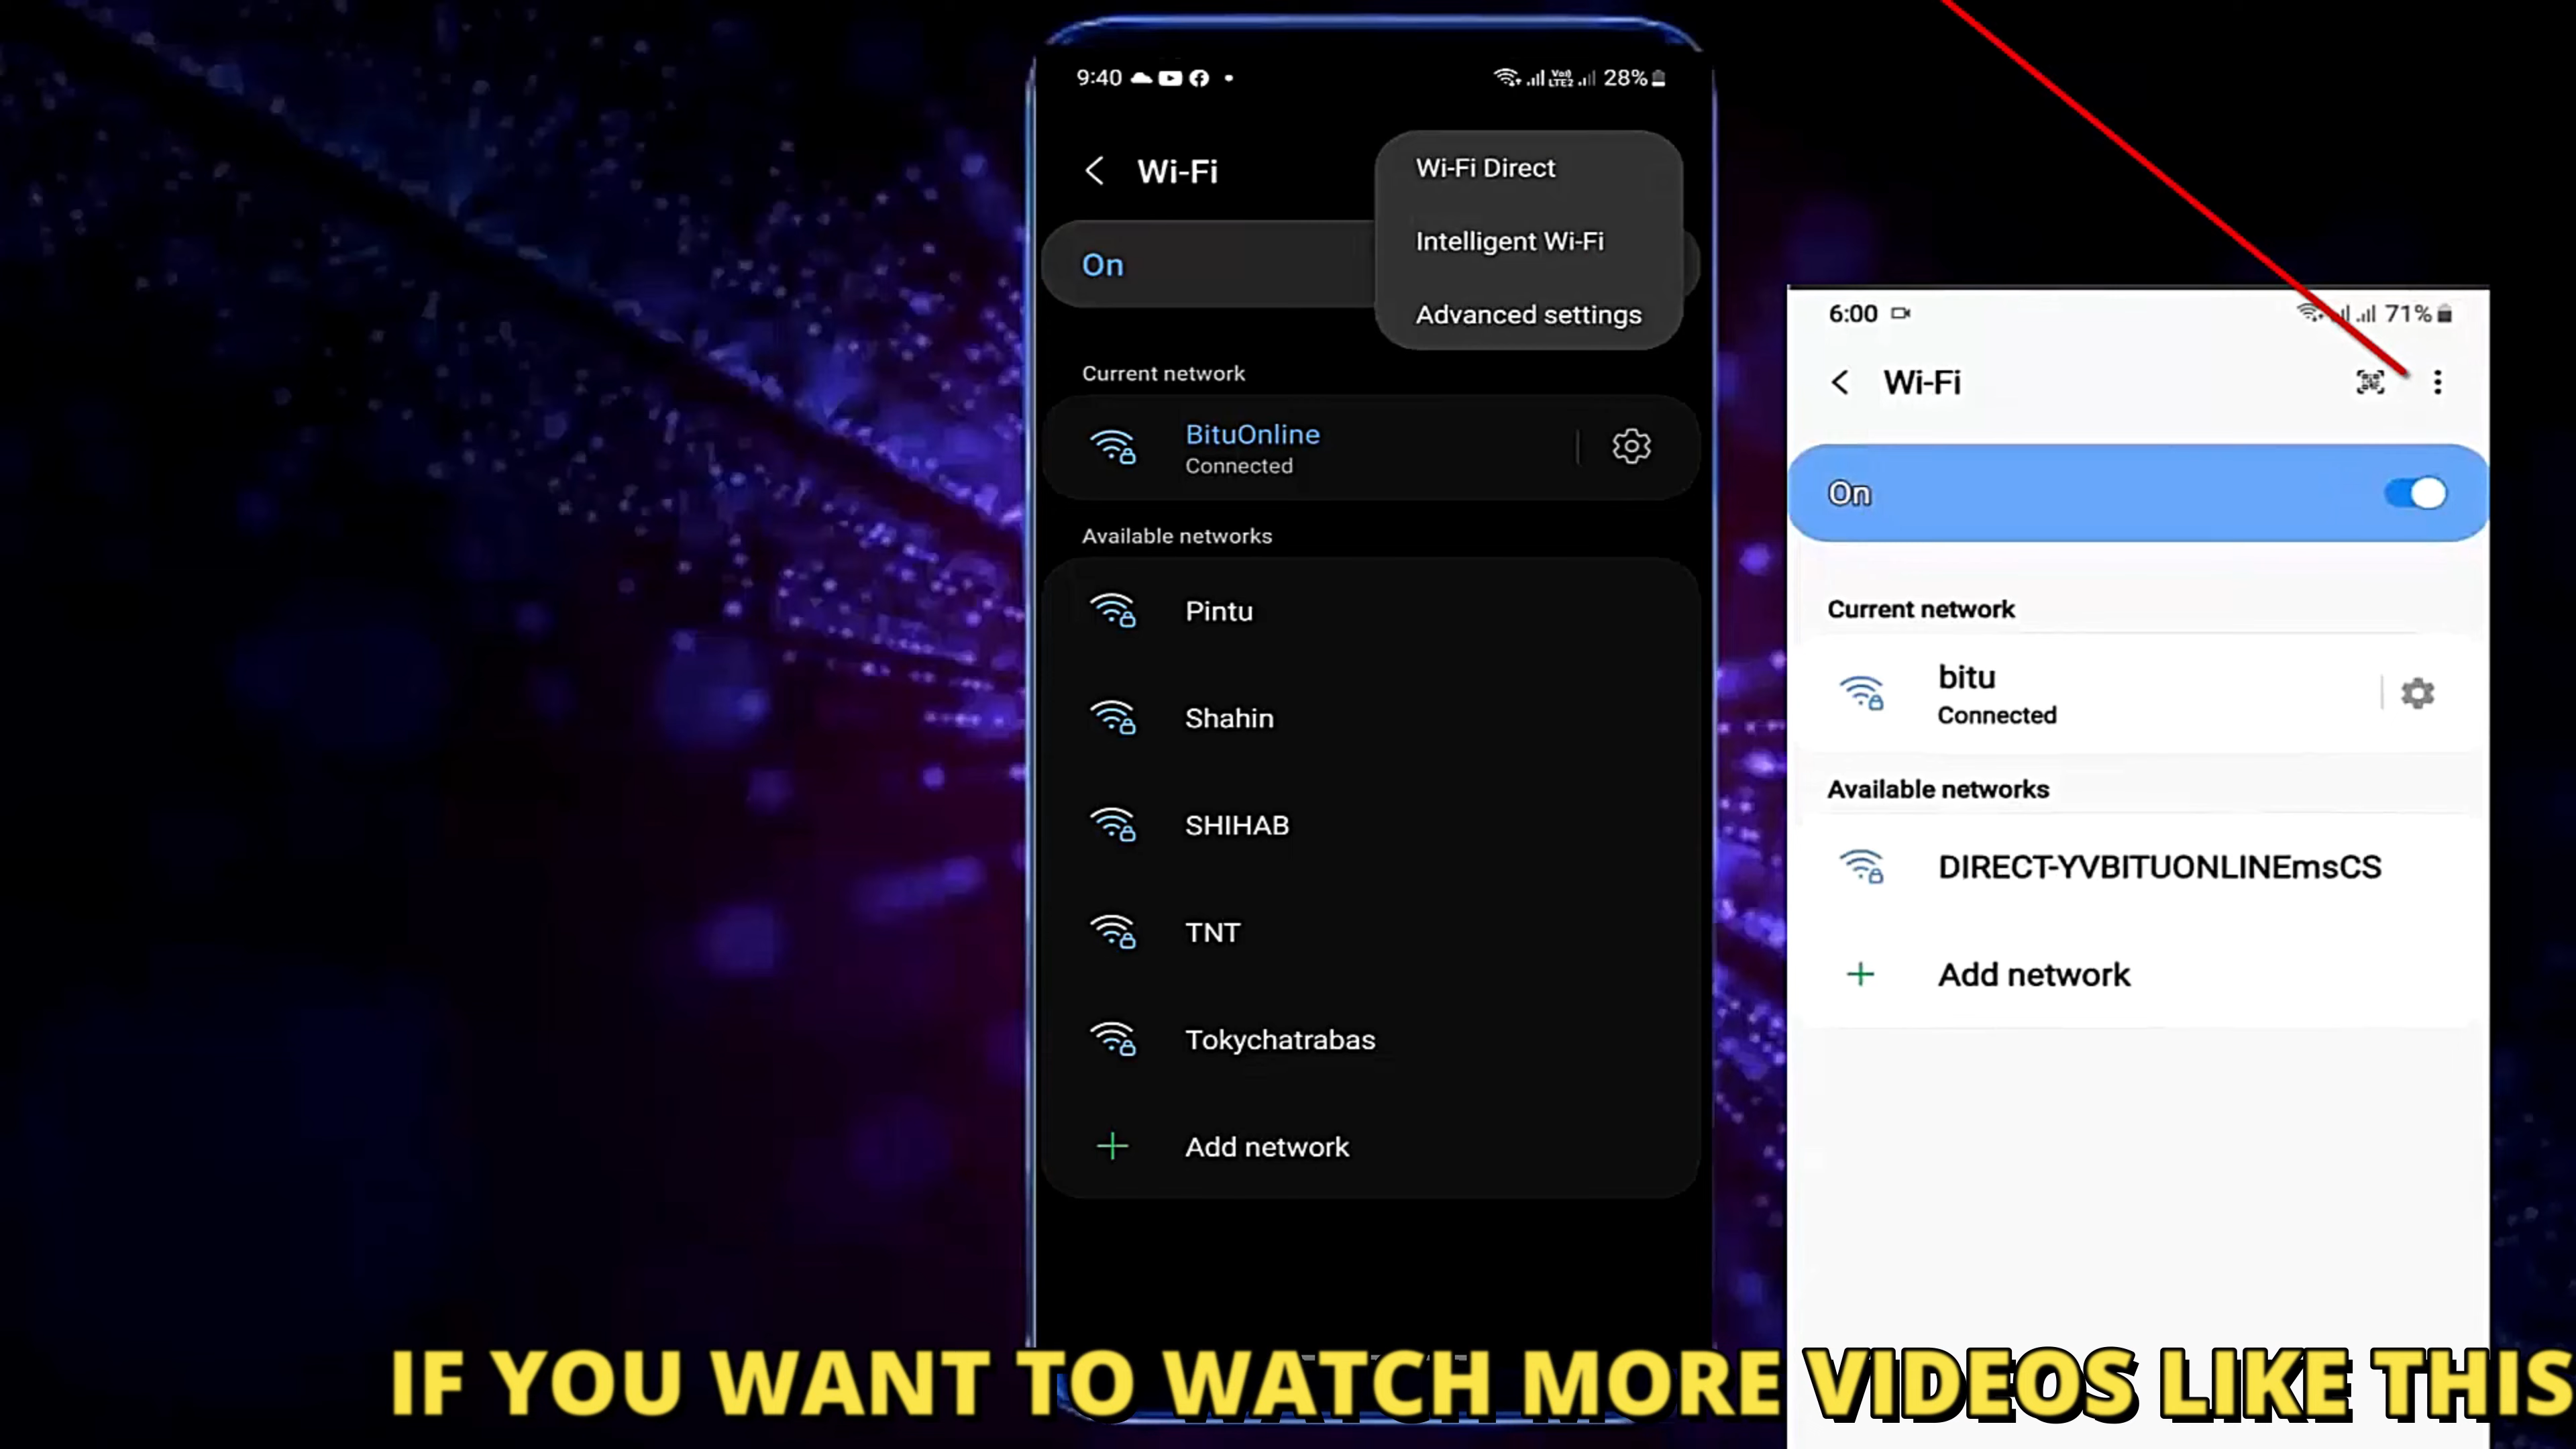 9:40
VoD LTE2 28%
Wi-Fi
Wi-Fi Direct
Intelligent Wi-Fi
Advanced settings
On
Current network
BituOnline
Connected
Available networks
Pintu
Shahin
SHIHAB
TNT
Tokychatrabas
Add network
6:00
71%
Wi-Fi
On
Current network
bitu
Connected
Available networks
DIRECT-YVBITUONLINEmsCS
Add network
IF YOU WANT TO WATCH MORE VIDEOS LIKE THIS